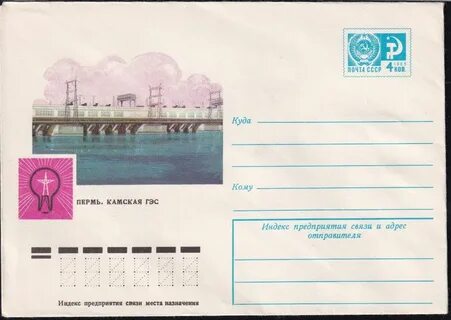 ПОЧТА СССР
1966
4 КОП.
Куда
ПЕРМЬ. КАМСКАЯ ГЭС
Кому
Индекс предприятия связи и адрес
отправителя
Индекс предприятия связи места назначения